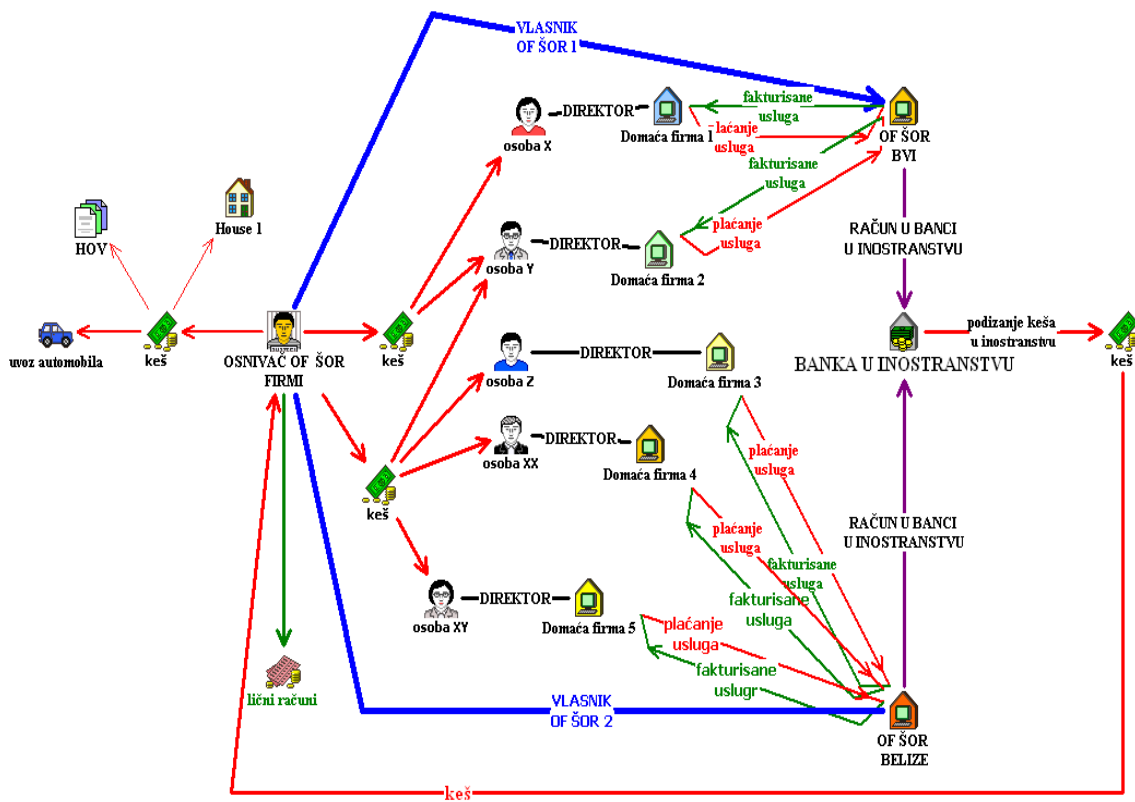 VLASNIK
OF ŠOR 1
DIREKTOR
osoba X
Domaća firma 1
fakturisane
usluga
plaćanje
usluga
OF ŠOR
BVI
fakturisane
usluga
HOV
House 1
DIREKTOR
osoba Y
Domaća firma 2
plaćanje
usluga
RAČUN U BANCI
U INOSTRANSTVU
uvoz automobila
keš
OSNIVAČ OF ŠOR
FIRMI
keš
DIREKTOR
osoba Z
Domaća firma 3
BANKA U INOSTRANSTVU
podizanje keša
u inostranstvu
keš
DIREKTOR
osoba XX
Domaća firma 4
plaćanje
usluga
keš
plaćanje
usluga
RAČUN U BANCI
U INOSTRANSTVU
fakturisane
usluga
fakturisane
usluga
DIREKTOR
osoba XY
Domaća firma 5
plaćanje
usluga
fakturisane
uslugr
lični računi
VLASNIK
OF ŠOR 2
OF ŠOR
BELIZE
keš